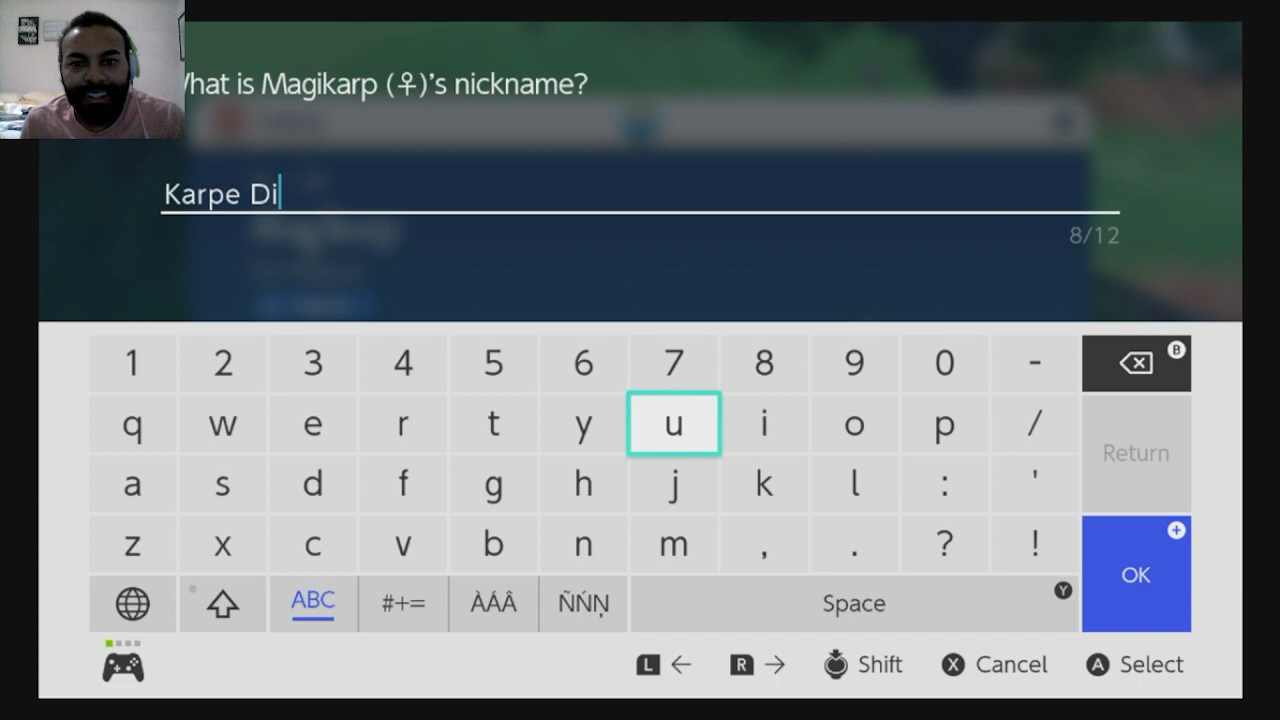 hat is Magikarp (♀)'s nickname?
Karpe Di
8/12
1 2 3 4 5 6 7 8 9 0 -
q w e r t y u i o p /
Return
a s d f g h j k l : '
z x c v b n m , . ? !
OK
ABC #+= ÀÁÂ ÑŃŅ Space
L ← R → Shift X Cancel A Select
B
+
Y